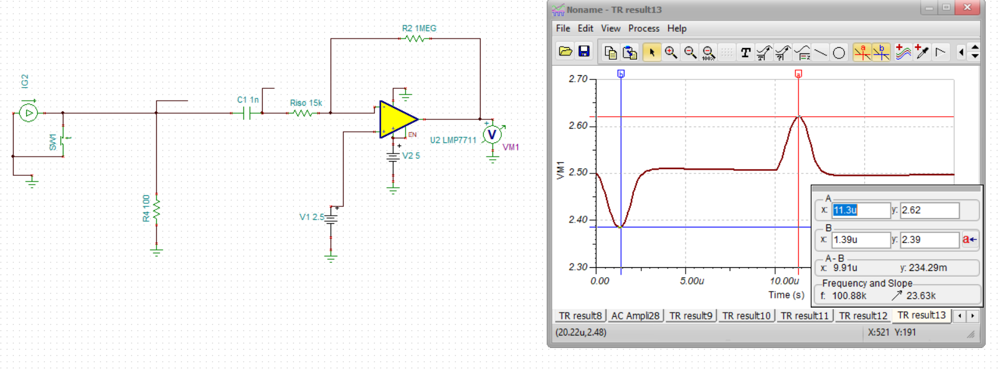 IG2
SW1
t
R4 100
C1 1n
Riso 15k
R2 1MEG
-
+
+
EN
U2 LMP7711
+
V
VM1
+
V2 5
V1 2.5
+
Noname - TR result13
File Edit View Process Help
100%
T
a
b
b
a
2.70
2.60
2.50
2.40
2.30
VM1
0.00
5.00u
10.00u
Time (s)
A
x: 11.3u y: 2.62
B
x: 1.39u y: 2.39 a
A - B
x: 9.91u y: 234.29m
Frequency and Slope
f: 100.88k 23.63k
TR result8 AC Ampli28 TR result9 TR result10 TR result11 TR result12 TR result13
(20.22u,2.48) X:521 Y:191